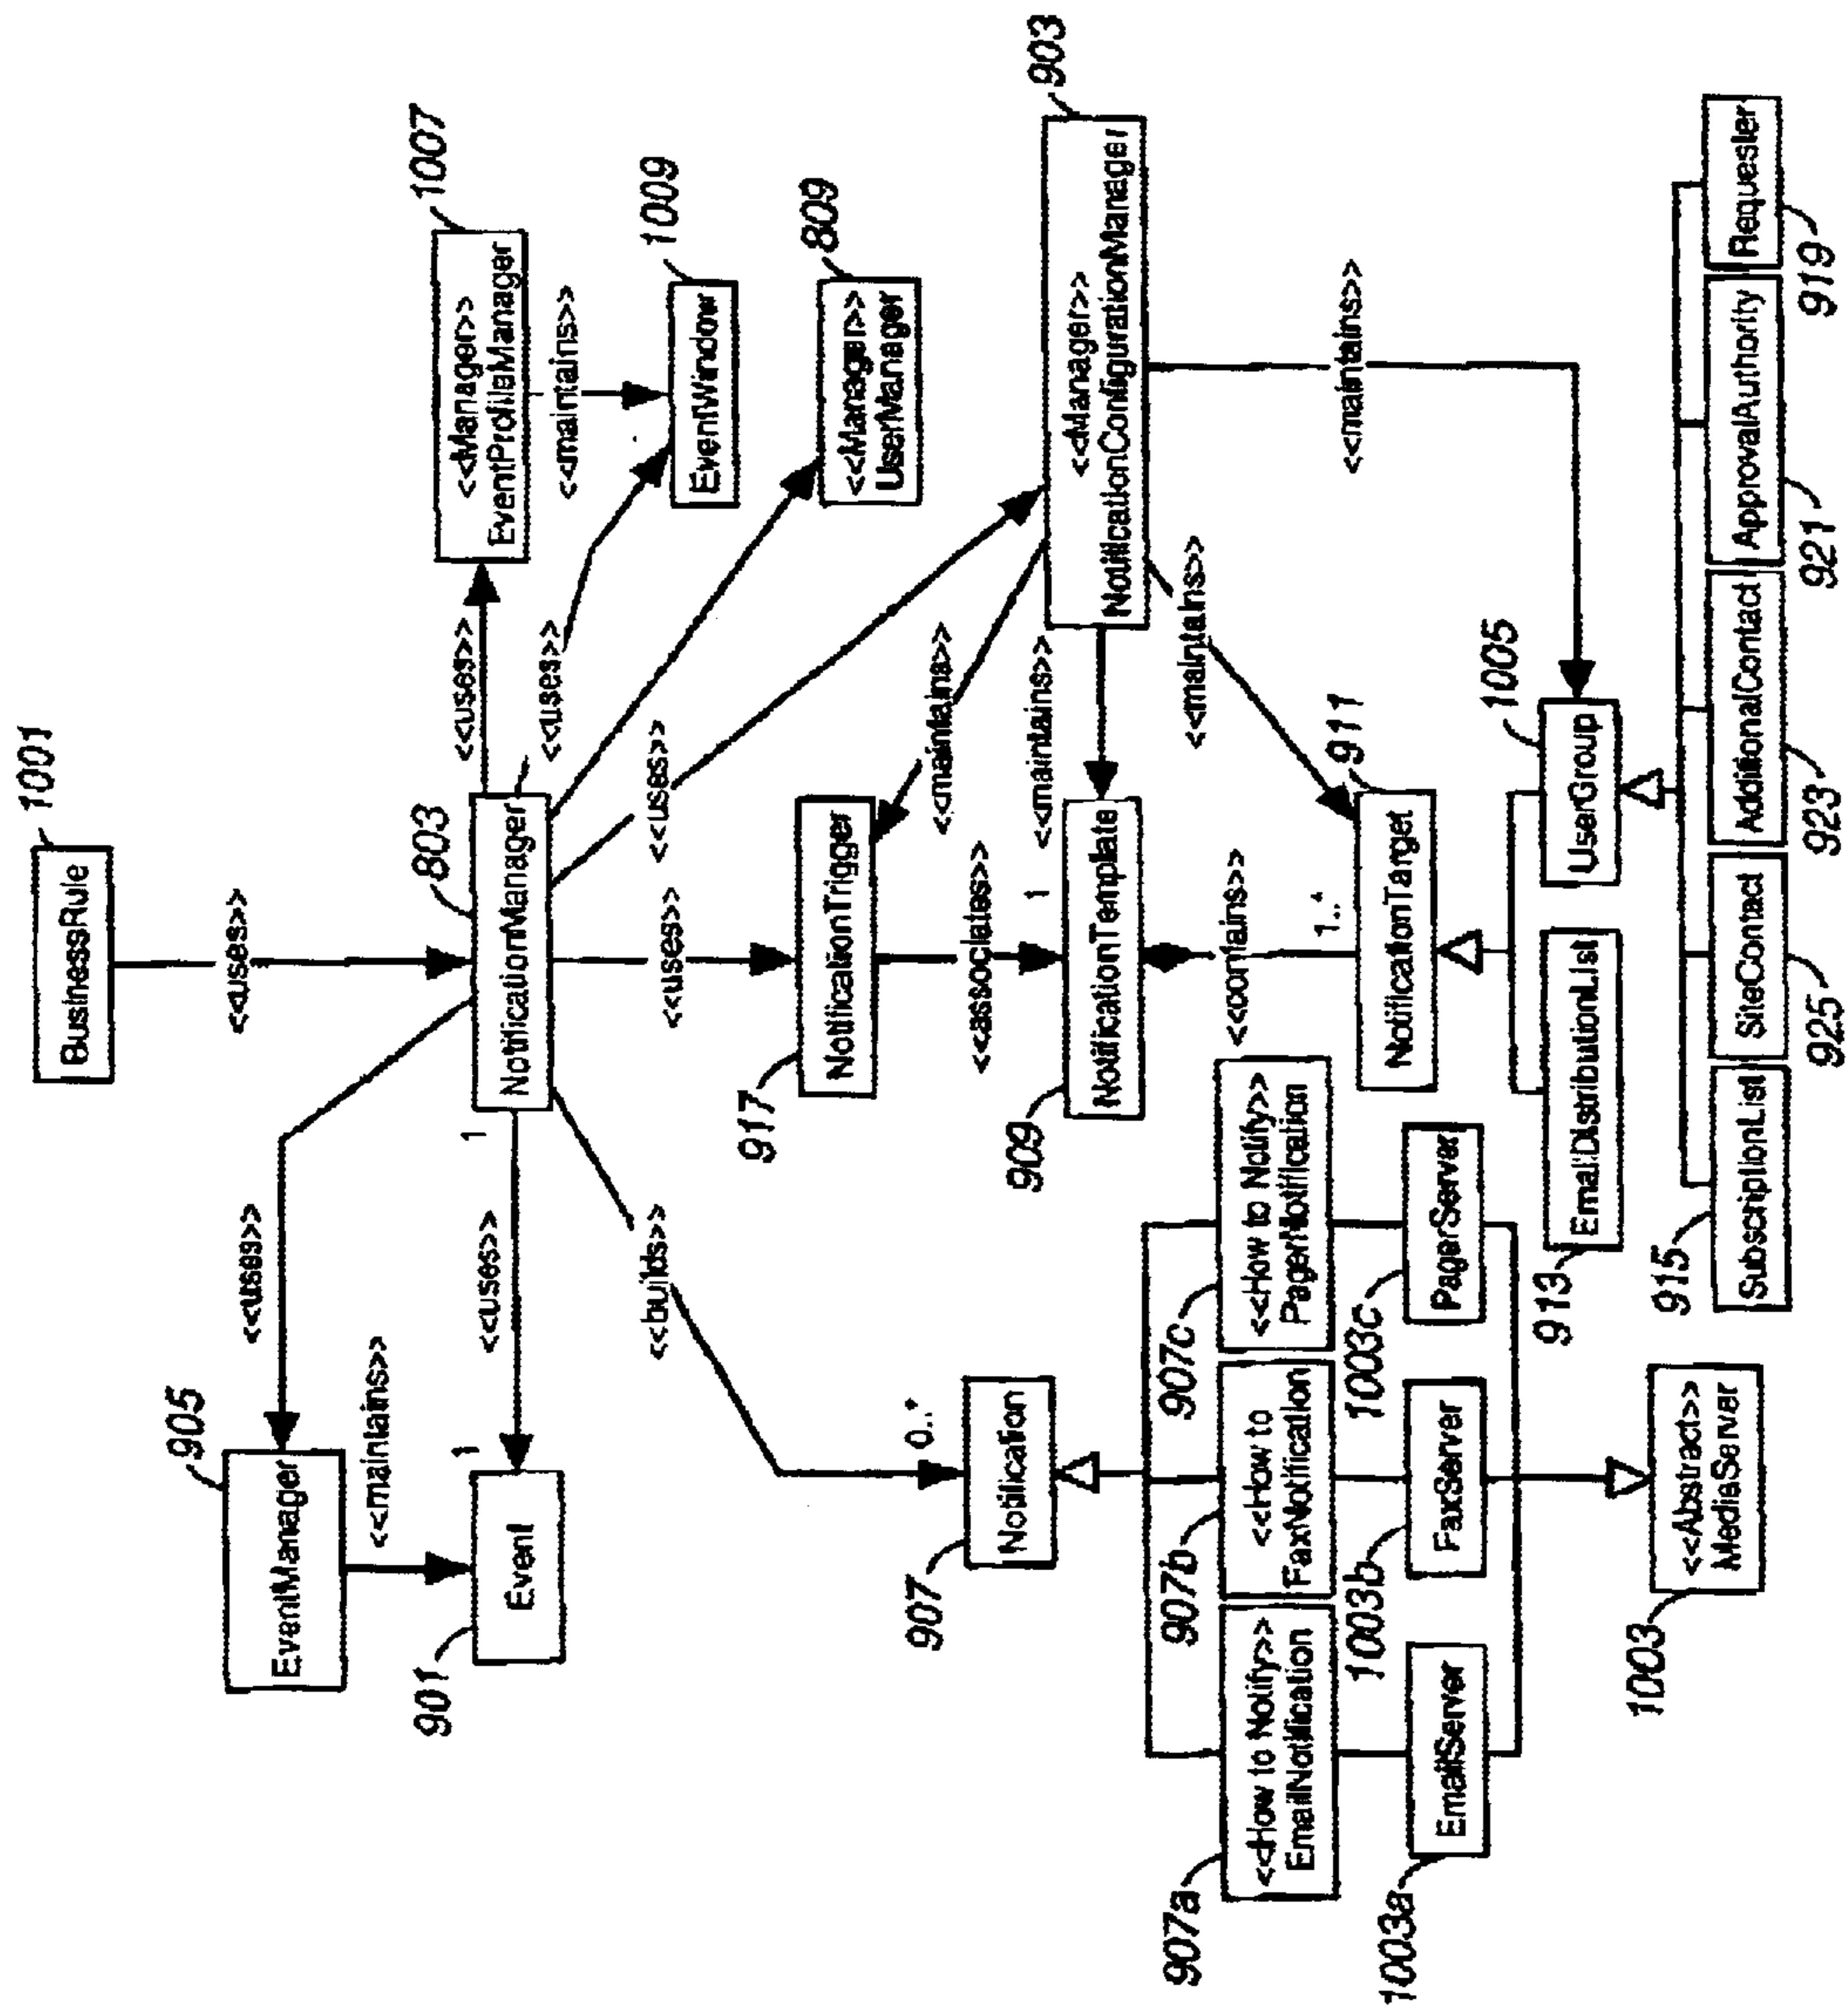 1001
BusinessRule
<<uses>>
905
EventManager
<<uses>>
<<maintains>>
901
Event
1
<<uses>>
1
803
NotificationManager
<<uses>>
1007
<<Manager>>
EventProfileManager
<<maintains>>
<<uses>>
1009
EventWindow
809
<<Manager>>
UserManager
<<builds>>
<<uses>>
<<uses>>
917
NotificationTrigger
<<maintains>>
903
<<Manager>>
NotificationConfigurationManager
<<associates>>
1
<<maintains>>
909
NotificationTemplate
<<maintains>>
<<maintains>>
<<contains>>
1..*
911
NotificationTarget
907
Notification
0..*
907a
<<How to Notify>>
EmailNotification
907b
<<How to
FaxNotification
907c
<<How to Notify>>
PagerNotification
1003a
EmailServer
1003b
FaxServer
1003c
PagerServer
1003
<<Abstract>>
MediaServer
913
EmailDistributionList
1005
UserGroup
915
SubscriptionList
SiteContact
925
AdditionalContact
923
ApprovalAuthority
921
Requester
919